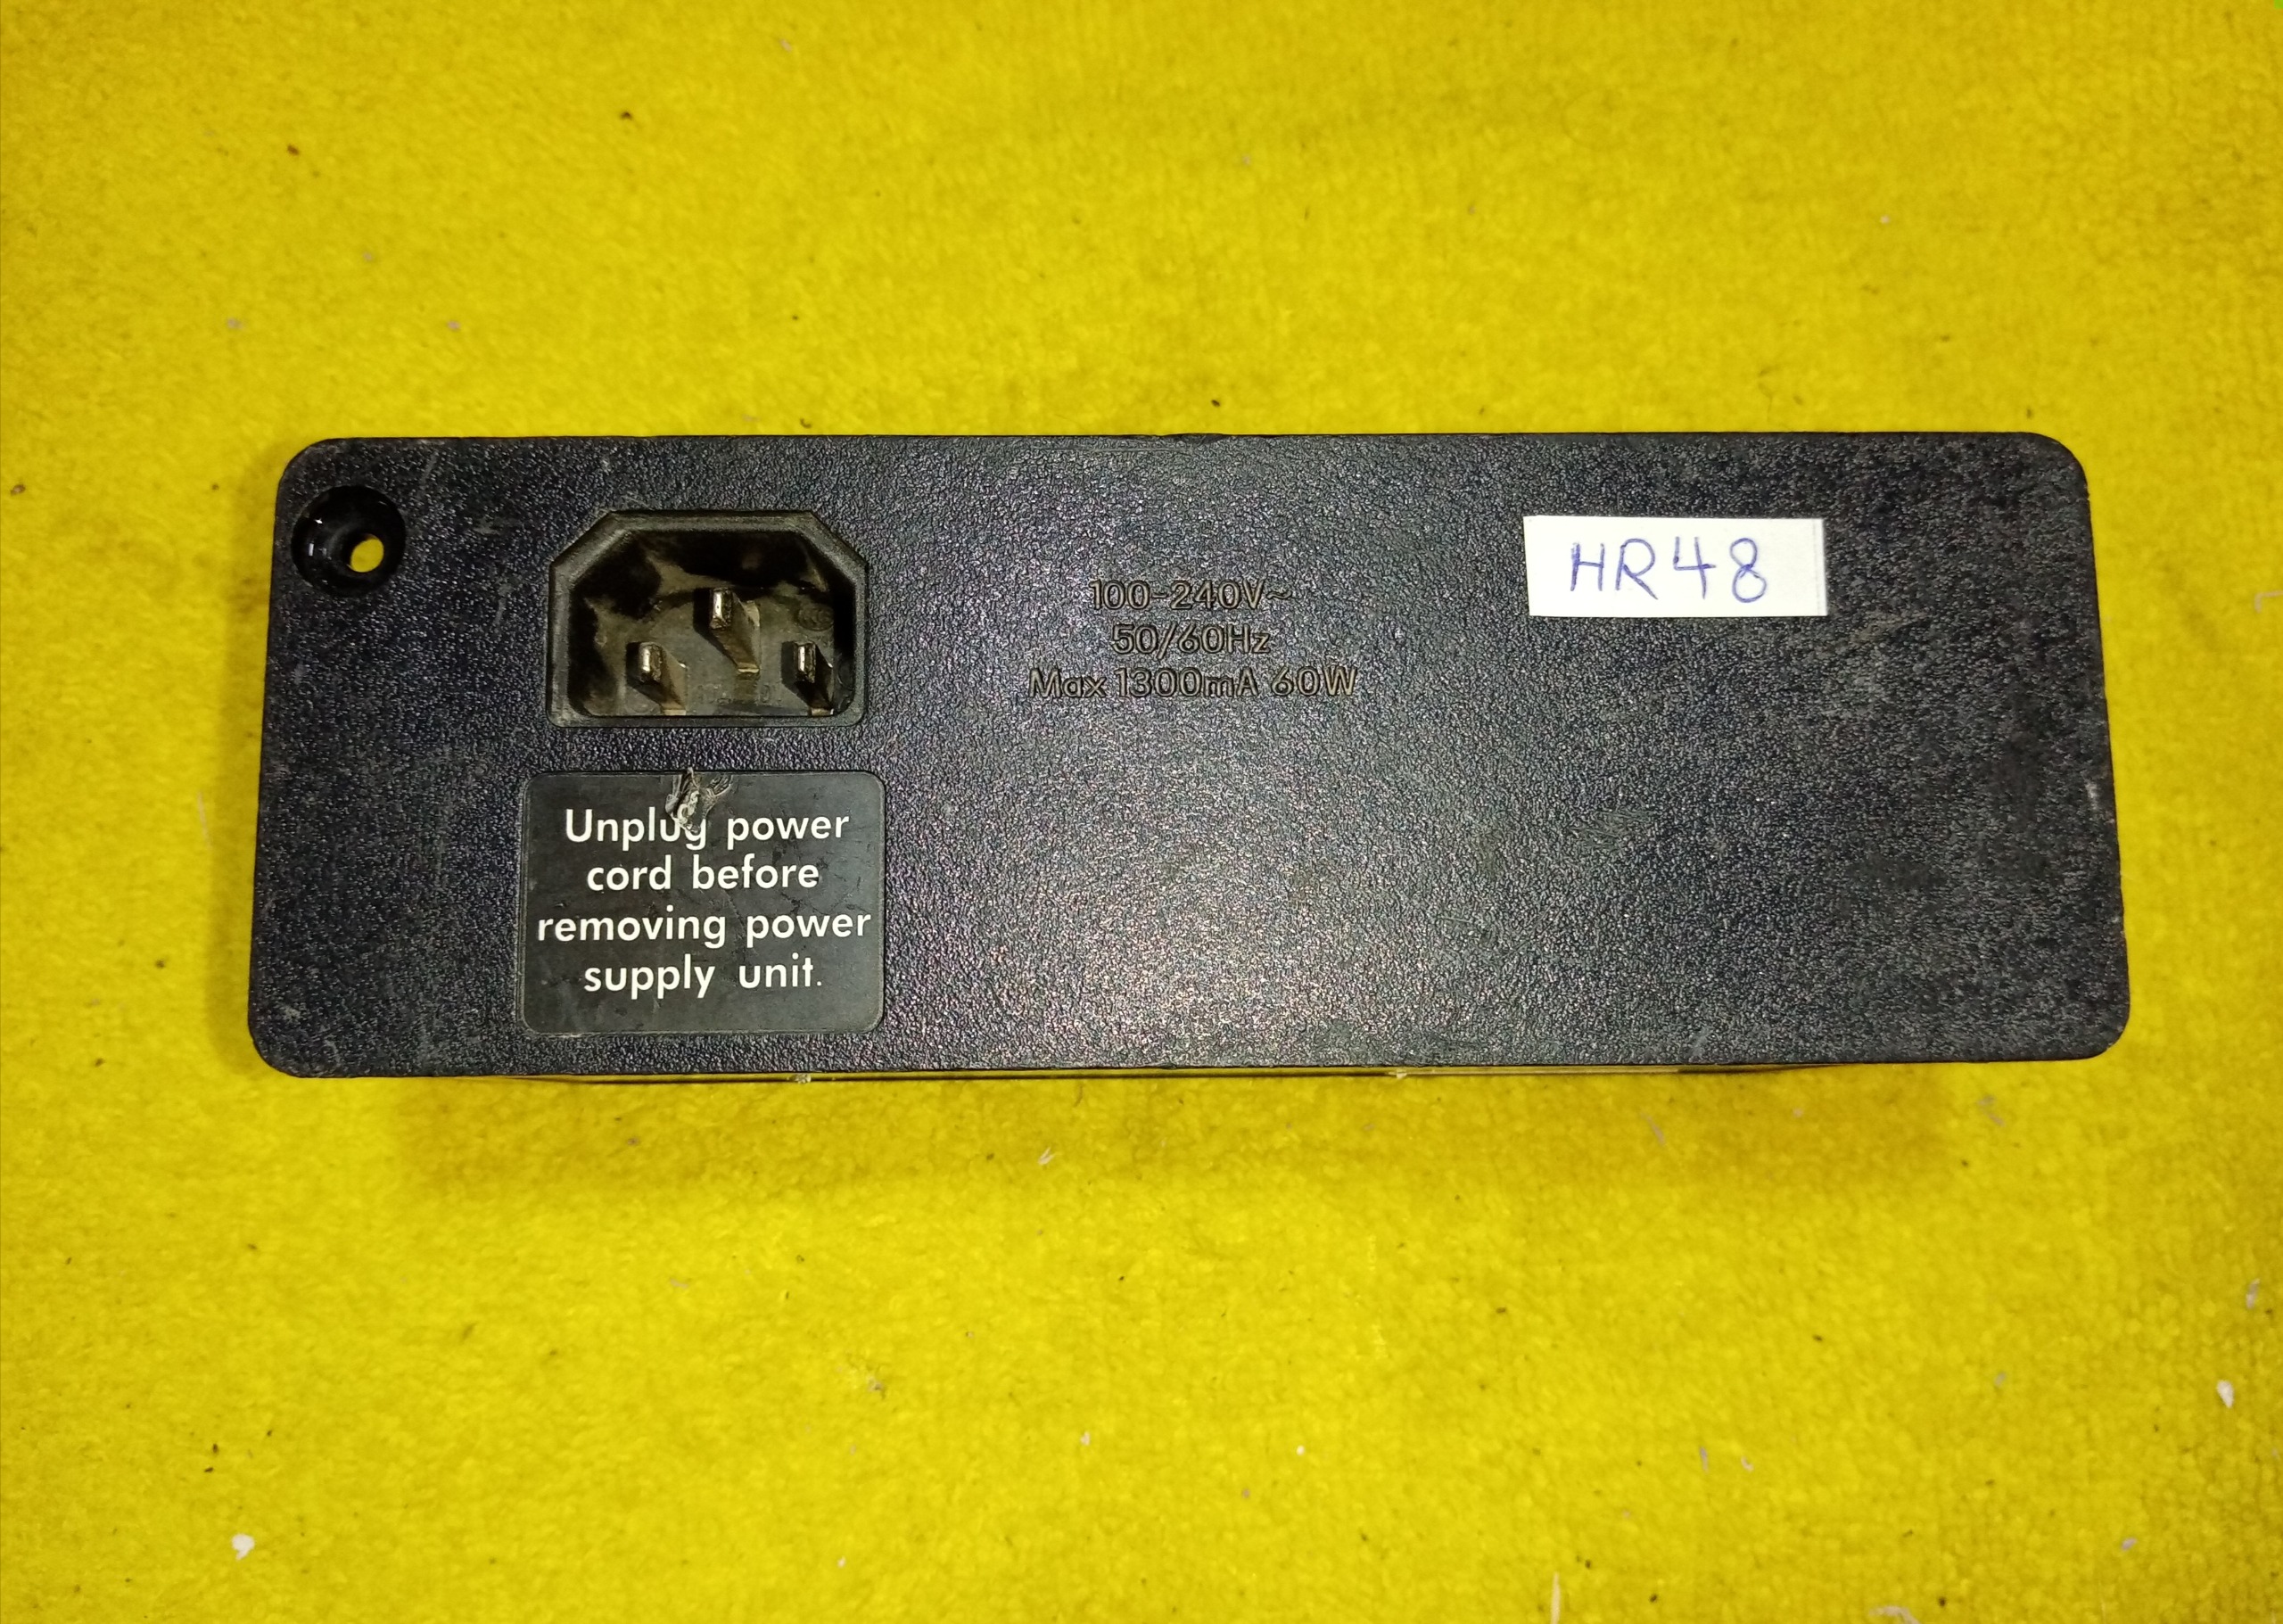 HR48
100-240V~
50/60Hz
Max 1300mA 60W
Unplug power
cord before
removing power
supply unit.